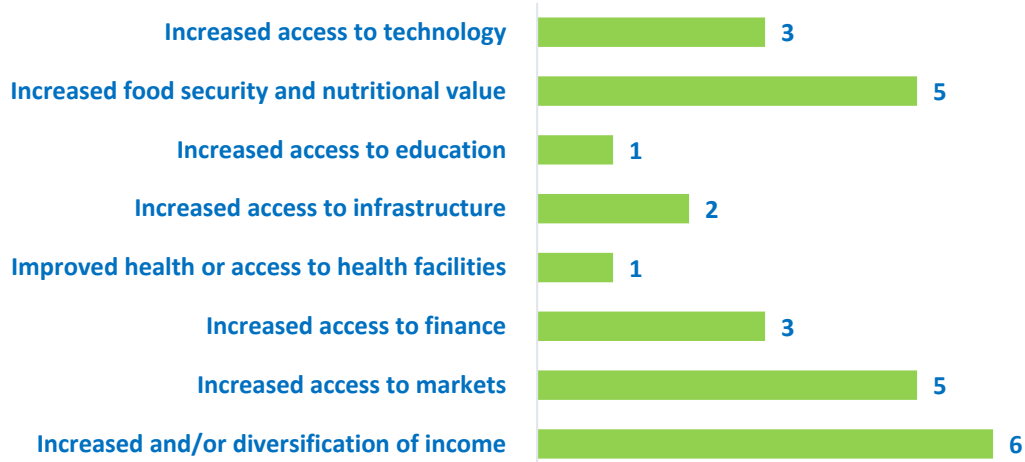 Increased access to technology 3
Increased food security and nutritional value 5
Increased access to education 1
Increased access to infrastructure 2
Improved health or access to health facilities 1
Increased access to finance 3
Increased access to markets 5
Increased and/or diversification of income 6